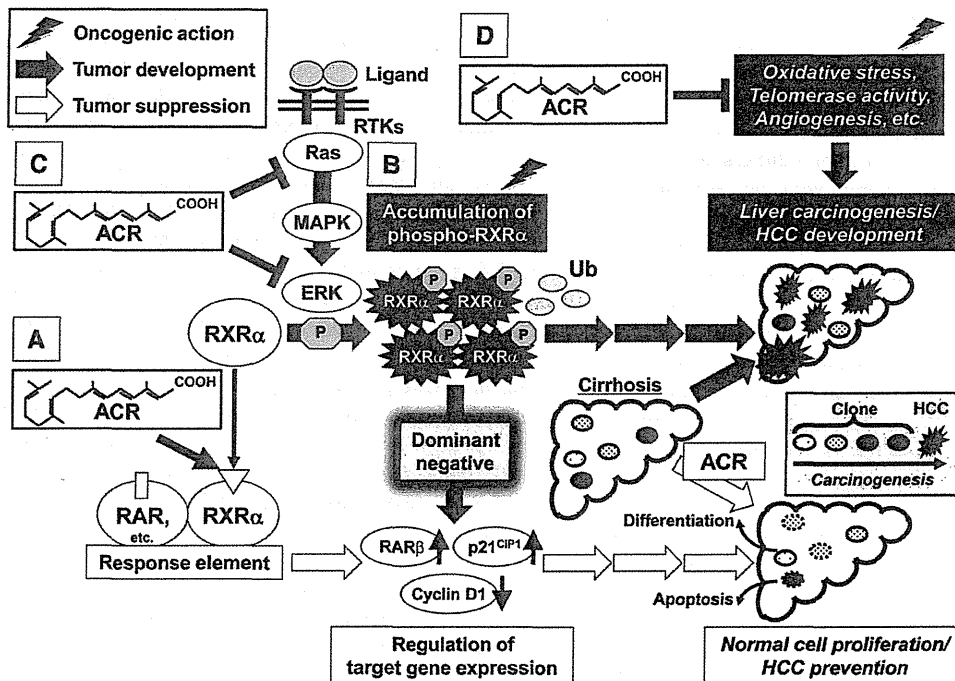 Oncogenic action
Tumor development
Tumor suppression
Ligand
RTKs
Ras
MAPK
ERK
C
COOH
ACR
B
Accumulation of
phospho-RXRα
D
COOH
ACR
Oxidative stress,
Telomerase activity,
Angiogenesis, etc.
Liver carcinogenesis/
HCC development
RXRα
P
P
P
RXRα
RXRα
P
P
RXRα
RXRα
Ub
A
COOH
ACR
RAR,
etc.
RXRα
Response element
Dominant
negative
RARβ
p21CIP1
Cyclin D1
Regulation of
target gene expression
Cirrhosis
ACR
Clone
HCC
Carcinogenesis
Differentiation
Apoptosis
Normal cell proliferation/
HCC prevention